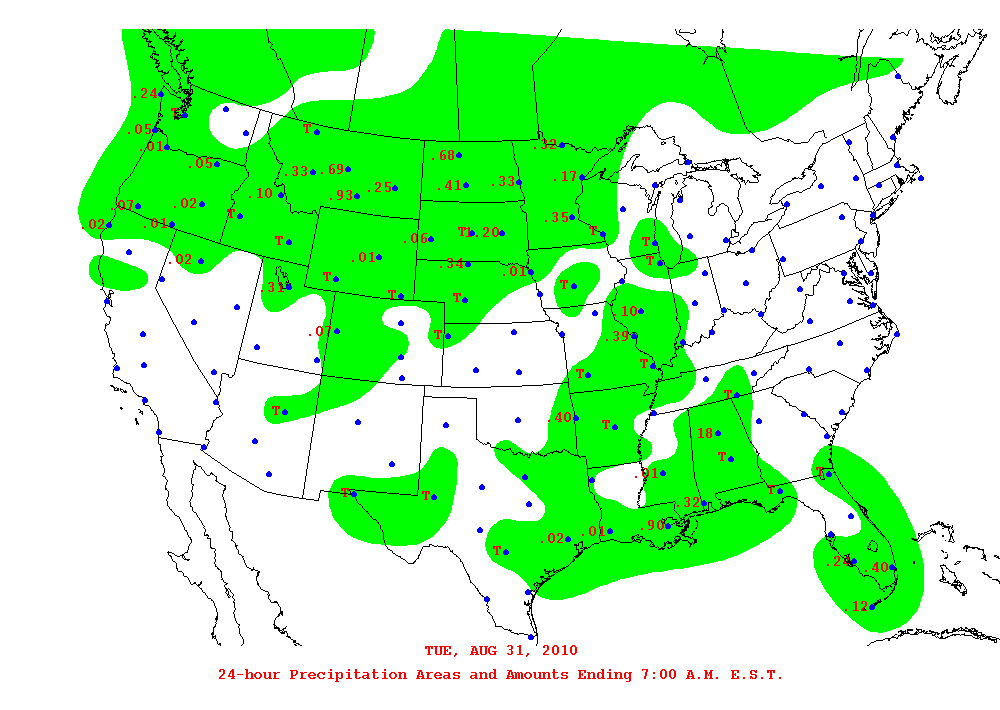 .24
T
.05
T
.01
.32
.68
.05
.33 .69
.17
.10
.93
.25
.41
.33
.07
.02
T
.35
.02
.01
T
.06
T
1.20
T
T
.02
.01
.34
.01
T
T
.31
T
T
T
T
.10
.07
T
.39
T
T
T
T
.40
T
.18
T
.91
T
T
T
T
.32
.90
.02
.01
T
.24
.40
.12
TUE, AUG 31, 2010
24-hour Precipitation Areas and Amounts Ending 7:00 A.M. E.S.T.